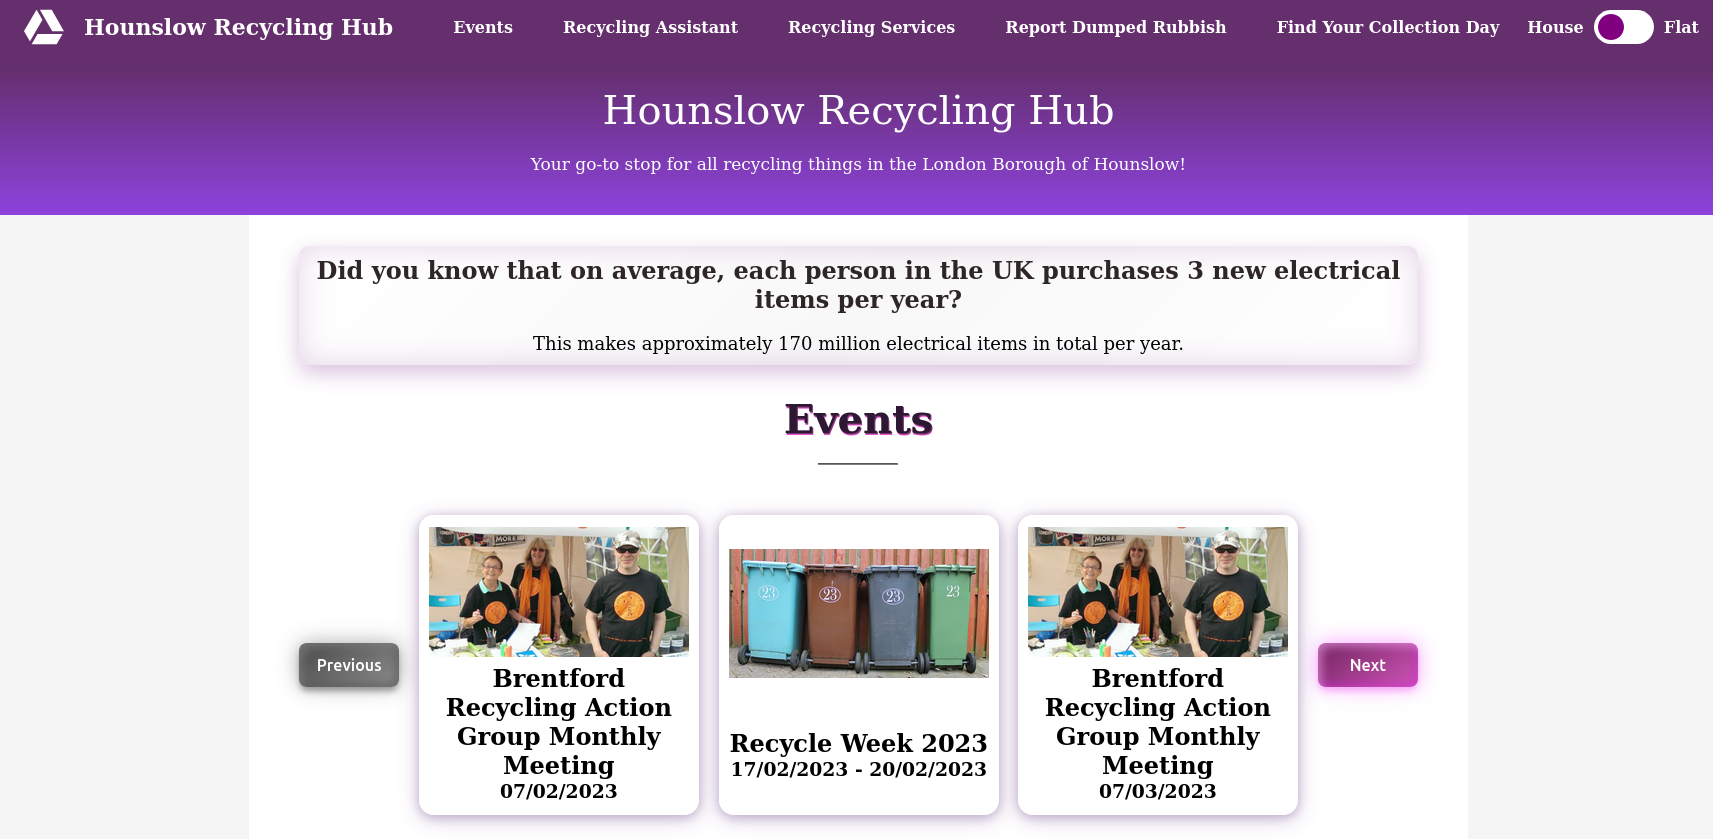 Hounslow Recycling Hub
Events
Recycling Assistant
Recycling Services
Report Dumped Rubbish
Find Your Collection Day
House
Flat
Hounslow Recycling Hub
Your go-to stop for all recycling things in the London Borough of Hounslow!
Did you know that on average, each person in the UK purchases 3 new electrical
items per year?
This makes approximately 170 million electrical items in total per year.
Events
Previous
MORE
Brentford
Recycling Action
Group Monthly
Meeting
07/02/2023
23
23
23
23
Recycle Week 2023
17/02/2023 - 20/02/2023
MORE
Brentford
Recycling Action
Group Monthly
Meeting
07/03/2023
Next